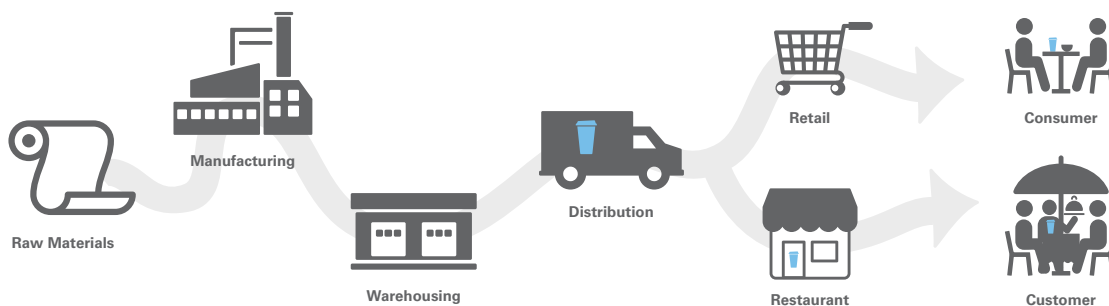 Raw Materials
Manufacturing
Warehousing
Distribution
Retail
Consumer
Restaurant
Customer